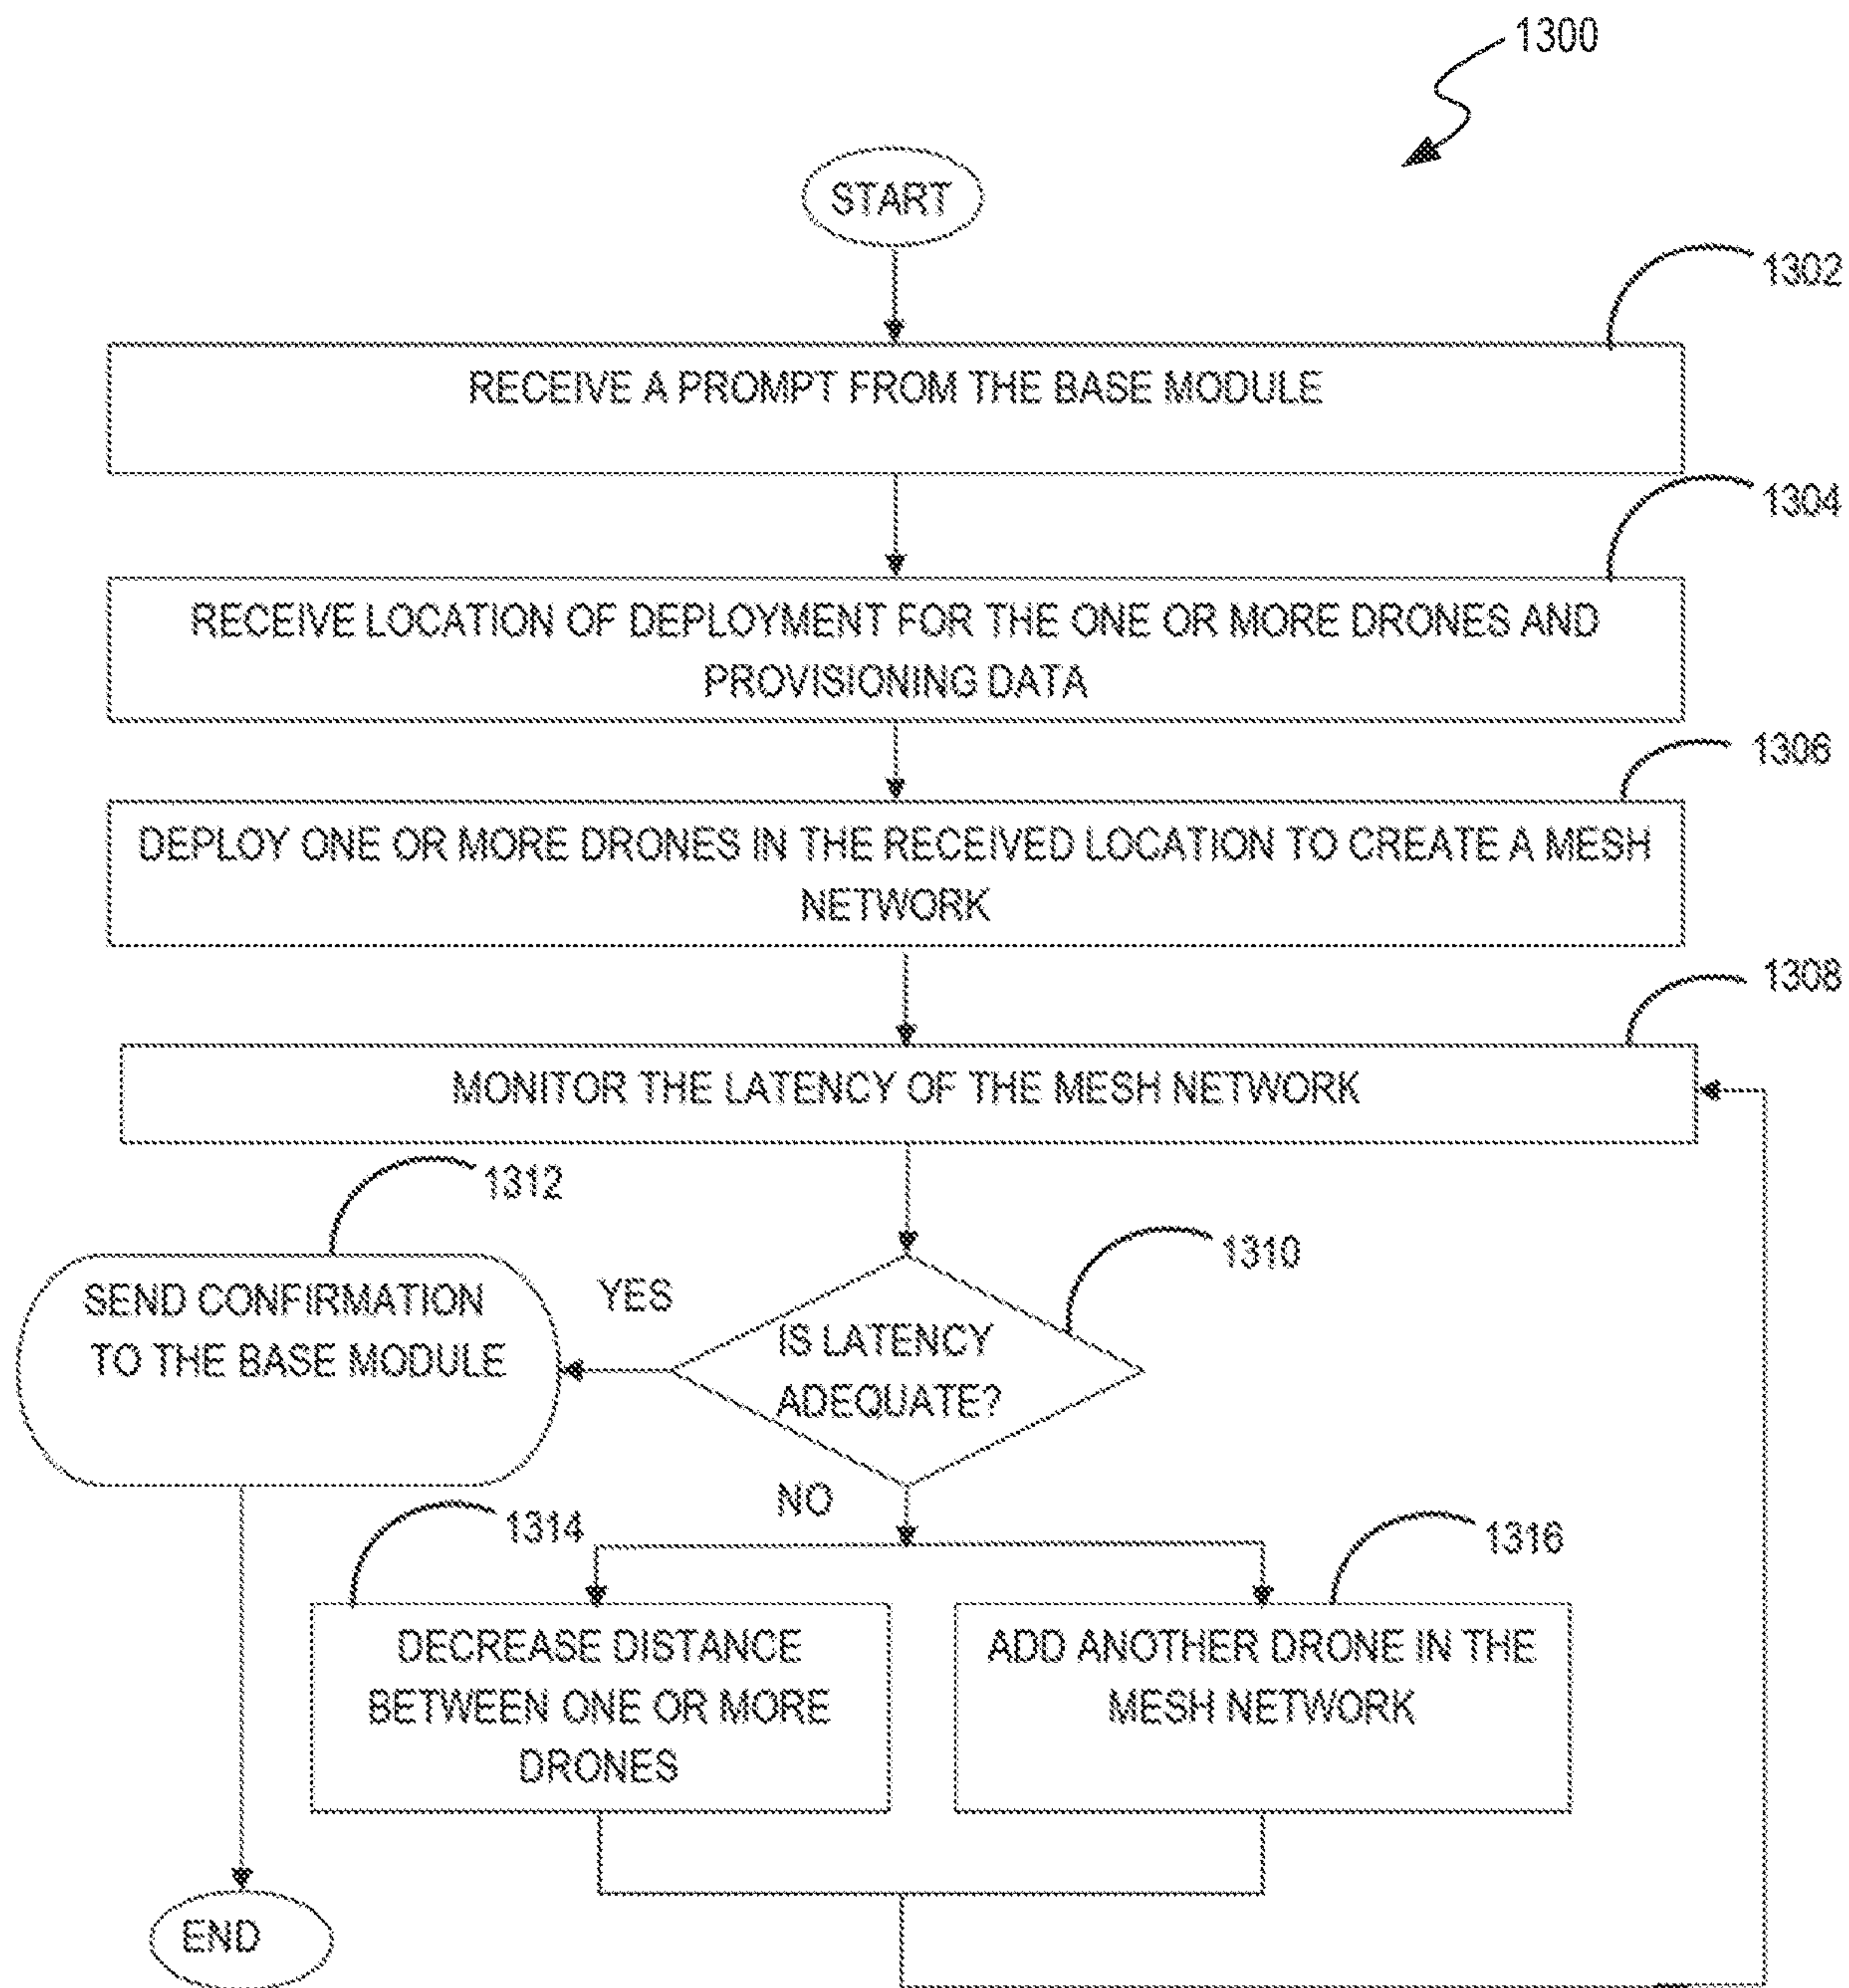 1300
START
1302
RECEIVE A PROMPT FROM THE BASE MODULE
1304
RECEIVE LOCATION OF DEPLOYMENT FOR THE ONE OR MORE DRONES AND
PROVISIONING DATA
1306
DEPLOY ONE OR MORE DRONES IN THE RECEIVED LOCATION TO CREATE A MESH
NETWORK
1308
MONITOR THE LATENCY OF THE MESH NETWORK
1312
1310
SEND CONFIRMATION
TO THE BASE MODULE
YES
IS LATENCY
ADEQUATE?
NO
1314
1316
DECREASE DISTANCE
BETWEEN ONE OR MORE
DRONES
ADD ANOTHER DRONE IN THE
MESH NETWORK
END